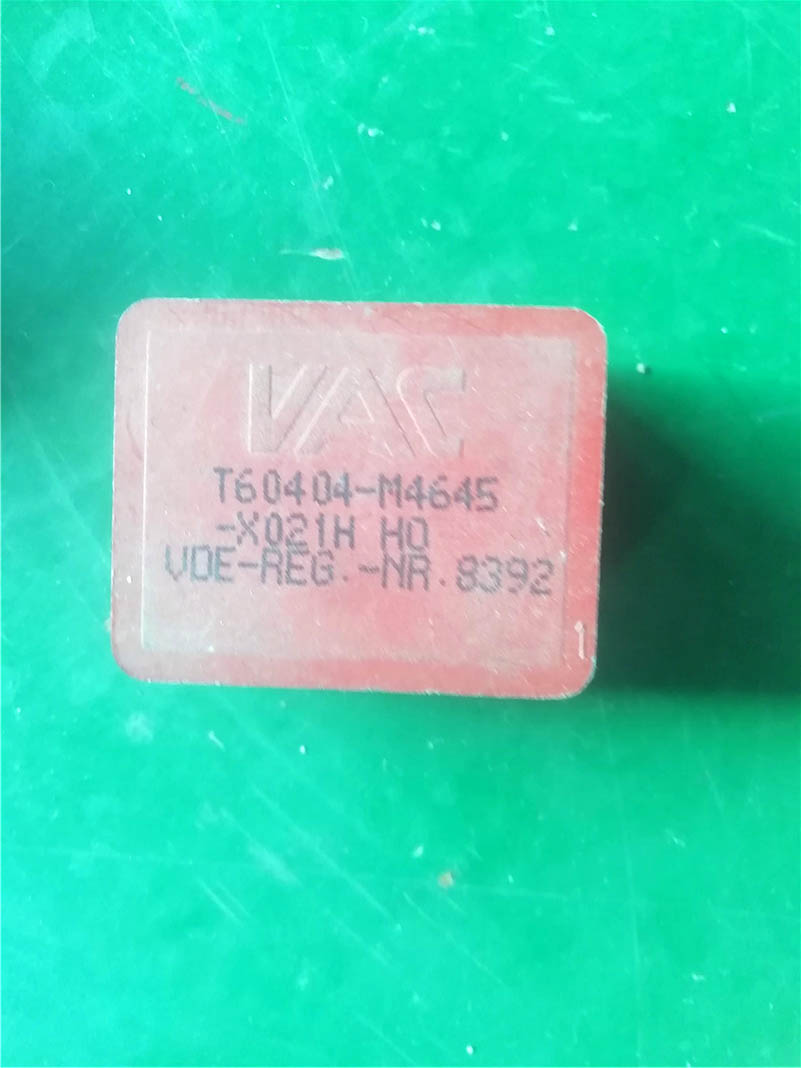 VAC
T60404-M4645
-X021H HO
VDE-REG.-NR.8392
1